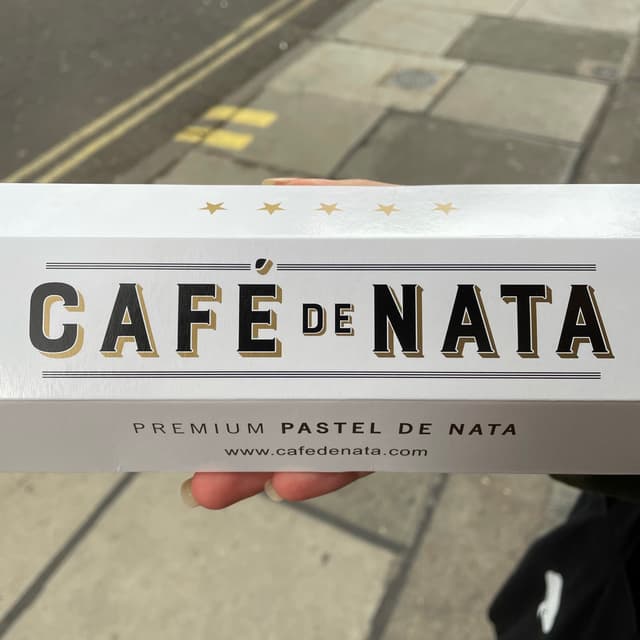 CAFÉ DE NATA
PREMIUM PASTEL DE NATA
www.cafedenata.com